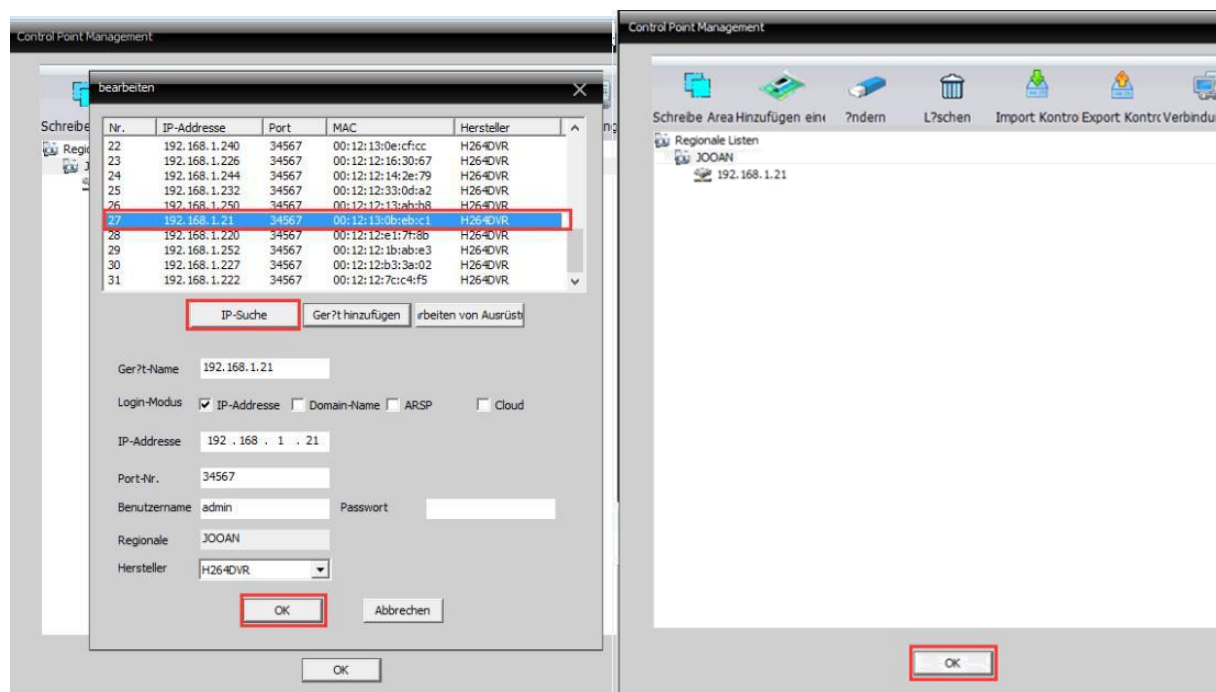 Control Point Management
bearbeiten
Schreibe
Regio
Nr. IP-Addresse Port MAC Hersteller
22 192.168.1.240 34567 00:12:13:0e:cf:cc H264DVR
23 192.168.1.226 34567 00:12:12:16:30:67 H264DVR
24 192.168.1.244 34567 00:12:12:14:2e:79 H264DVR
25 192.168.1.232 34567 00:12:12:33:0d:a2 H264DVR
26 192.168.1.250 34567 00:12:12:13:ab:b8 H264DVR
27 192.168.1.21 34567 00:12:13:0b:eb:c1 H264DVR
28 192.168.1.220 34567 00:12:12:e1:7f:8b H264DVR
29 192.168.1.252 34567 00:12:12:1b:ab:e3 H264DVR
30 192.168.1.227 34567 00:12:12:b3:3a:02 H264DVR
31 192.168.1.222 34567 00:12:12:7c:c4:f5 H264DVR
IP-Suche Ger?t hinzufügen rbeiten von Ausrüst
Ger?t-Name 192.168.1.21
Login-Modus IP-Addresse Domain-Name ARSP Cloud
IP-Addresse 192 . 168 . 1 . 21
Port-Nr. 34567
Benutzername admin Passwort
Regionale JOOAN
Hersteller H264DVR
OK Abbrechen
OK
Control Point Management
Schreibe Area Hinzufügen eine ?ndern L?schen Import Kontro Export Kontrc Verbindu
Regionale Listen
JOOAN
192.168.1.21
OK